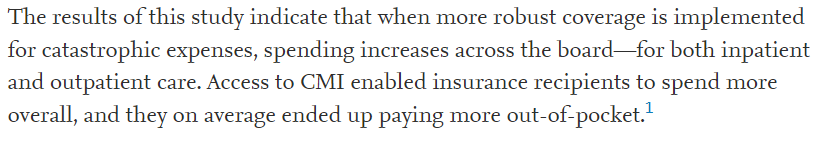 The results of this study indicate that when more robust coverage is implemented
for catastrophic expenses, spending increases across the board—for both inpatient
and outpatient care. Access to CMI enabled insurance recipients to spend more
overall, and they on average ended up paying more out-of-pocket.1